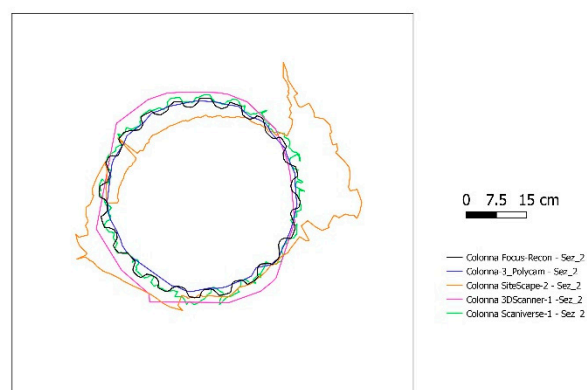 0 7.5 15 cm
Colonna Focus-Recon - Sez_2
Colonna-3_Polycam - Sez_2
Colonna SiteScape-2 - Sez_2
Colonna 3DScanner-1 -Sez_2
Colonna Scaniverse-1 - Sez_2